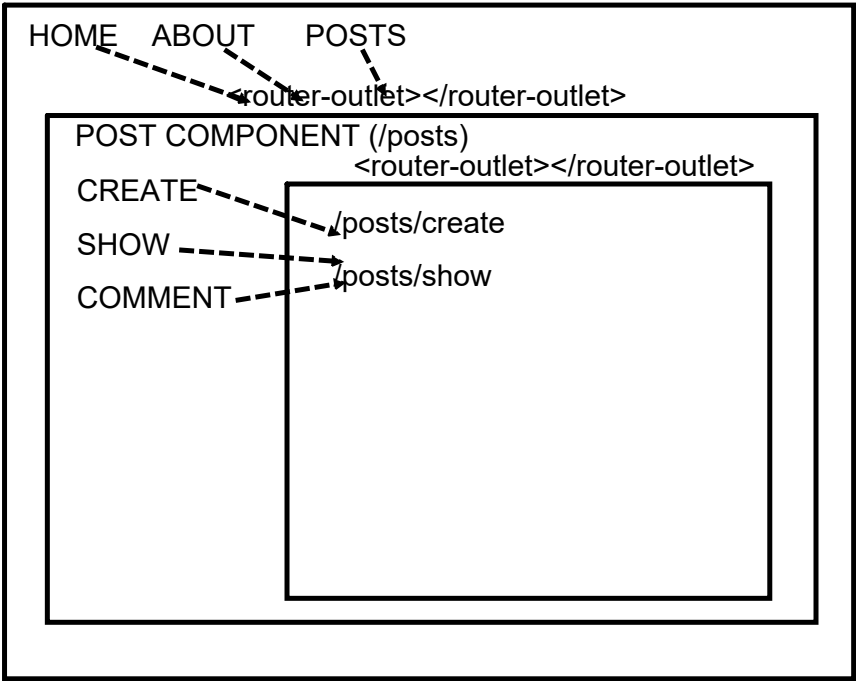 HOME ABOUT POSTS
<router-outlet></router-outlet>
POST COMPONENT (/posts)
<router-outlet></router-outlet>
CREATE
/posts/create
SHOW
/posts/show
COMMENT